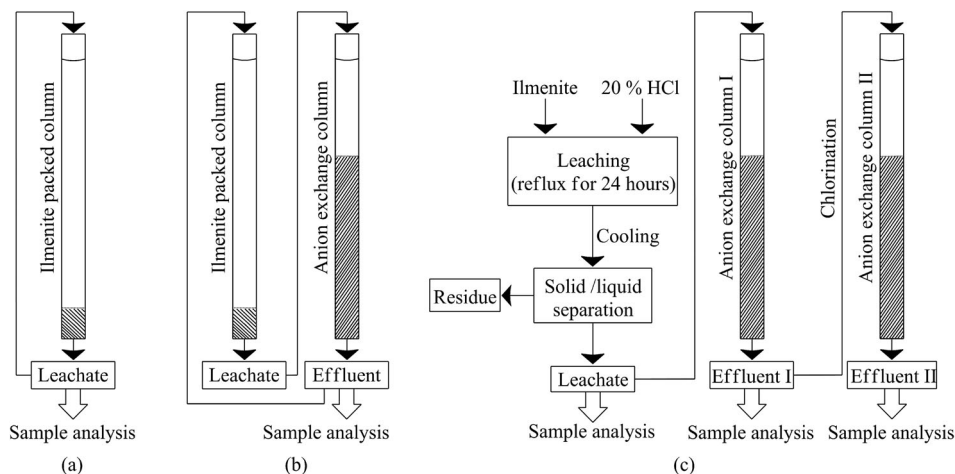 Ilmenite packed column
Leachate
Sample analysis
(a)
Ilmenite packed column
Anion exchange column
Leachate
Effluent
Sample analysis
(b)
Ilmenite
20 % HCl
Leaching
(reflux for 24 hours)
Cooling
Solid /liquid
separation
Residue
Leachate
Sample analysis
Anion exchange column I
Effluent I
Sample analysis
Chlorination
Anion exchange column II
Effluent II
Sample analysis
(c)